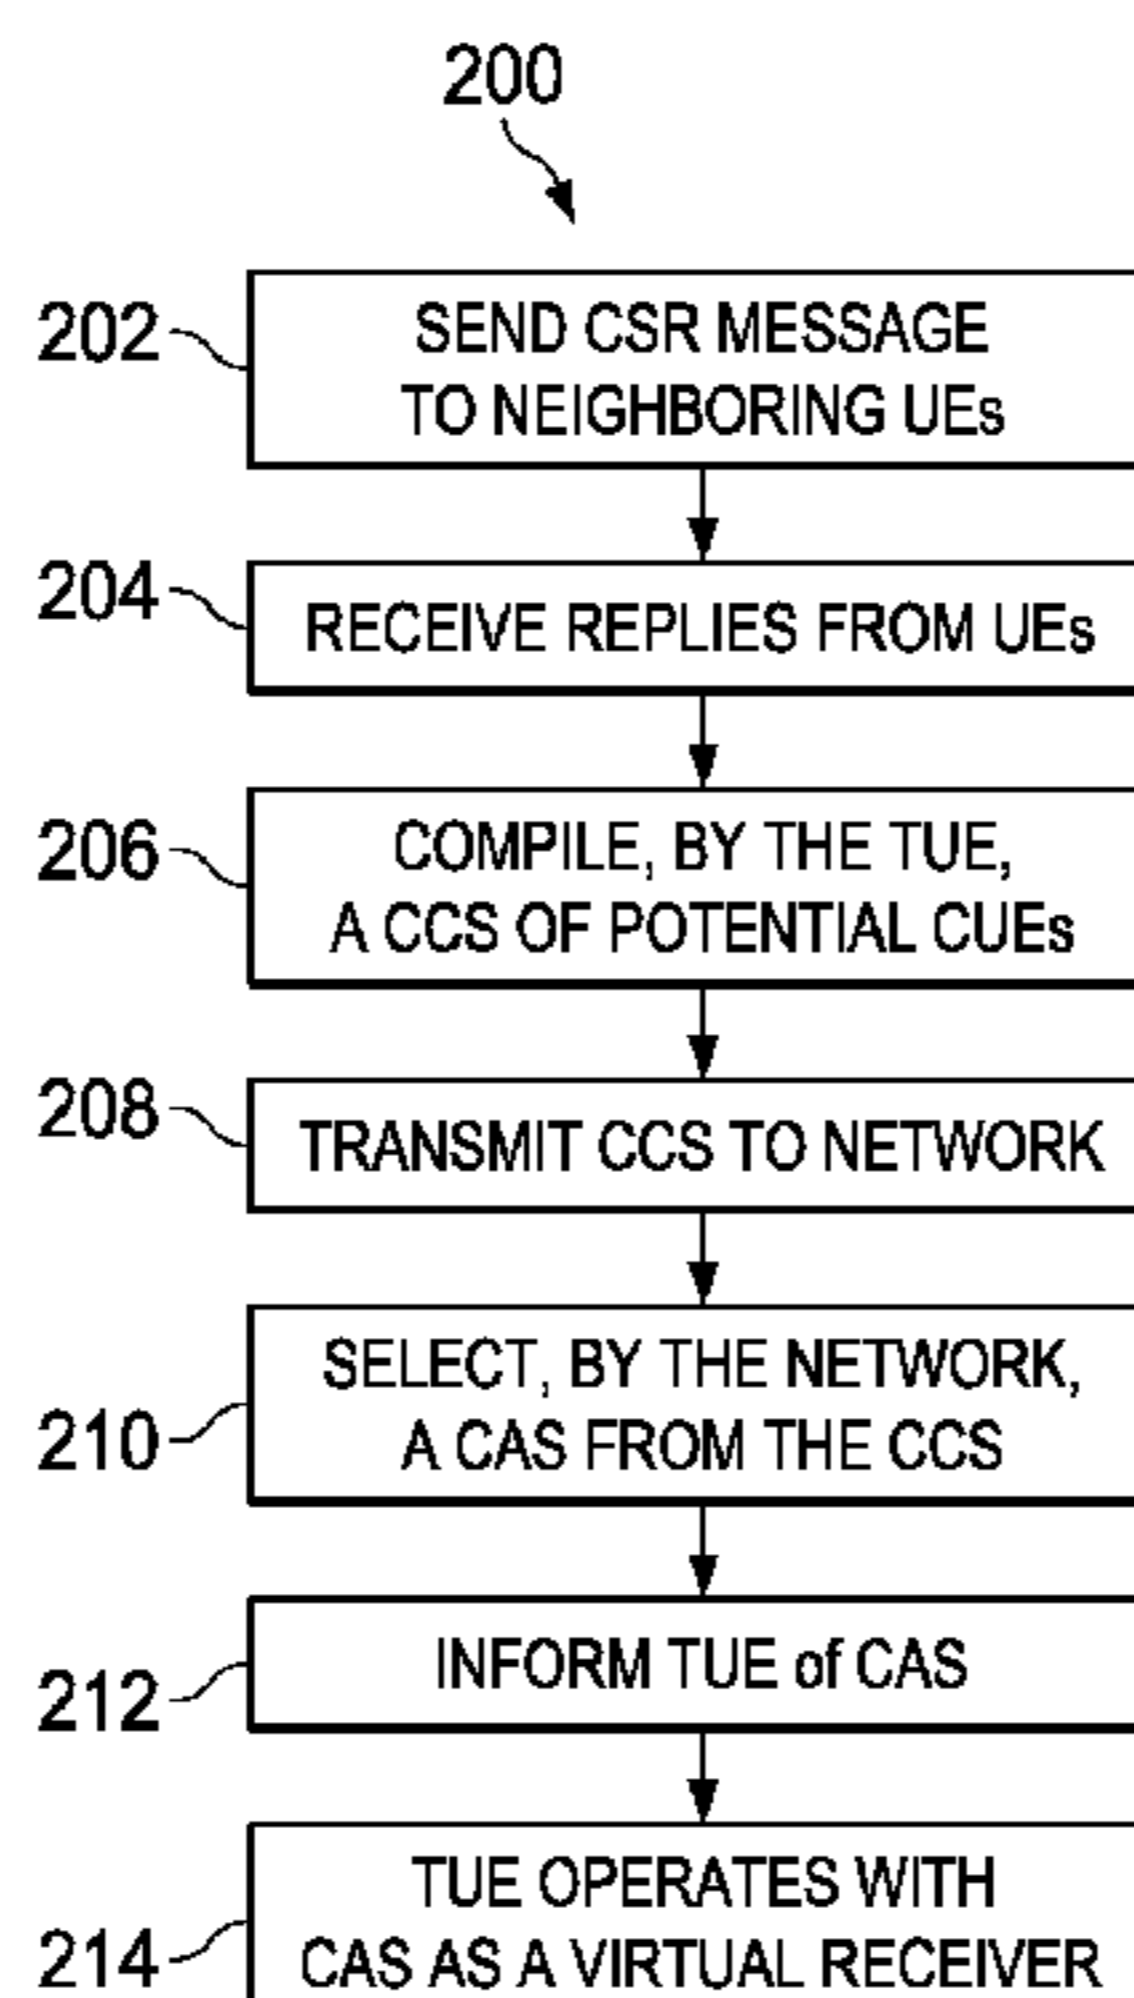 200
202
SEND CSR MESSAGE
TO NEIGHBORING UEs
204
RECEIVE REPLIES FROM UEs
206
COMPILE, BY THE TUE,
A CCS OF POTENTIAL CUEs
208
TRANSMIT CCS TO NETWORK
210
SELECT, BY THE NETWORK,
A CAS FROM THE CCS
212
INFORM TUE of CAS
214
TUE OPERATES WITH
CAS AS A VIRTUAL RECEIVER